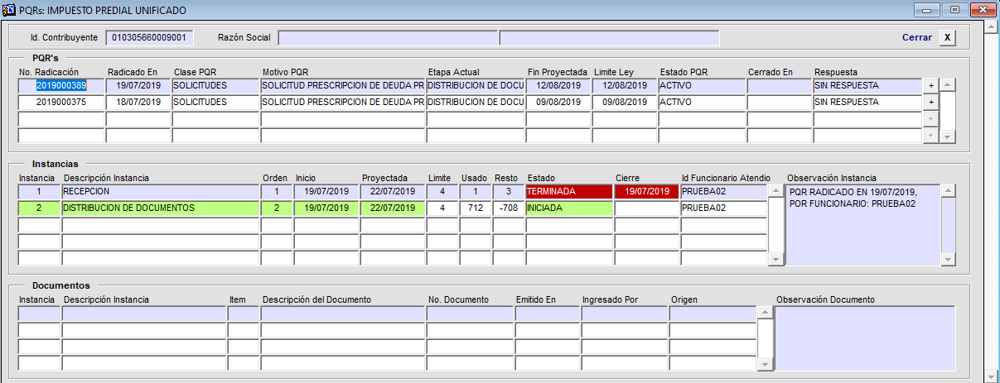 PQRs: IMPUESTO PREDIAL UNIFICADO
Id. Contribuyente 010305660009001 Razón Social Cerrar X
PQR's
No. Radicación Radicado En Clase PQR Motivo PQR Etapa Actual Fin Proyectada Limite Ley Estado PQR Cerrado En Respuesta
2019000389 19/07/2019 SOLICITUDES SOLICITUD PRESCRIPCION DE DEUDA PR DISTRIBUCION DE DOCU 12/08/2019 12/08/2019 ACTIVO SIN RESPUESTA +
2019000375 18/07/2019 SOLICITUDES SOLICITUD PRESCRIPCION DE DEUDA PR DISTRIBUCION DE DOCU 09/08/2019 09/08/2019 ACTIVO SIN RESPUESTA +
+
+
Instancias
Instancia Descripción Instancia Orden Inicio Proyectada Limite Usado Resto Estado Cierre Id Funcionario Atendio Observación Instancia
1 RECEPCION 1 19/07/2019 22/07/2019 4 1 3 TERMINADA 19/07/2019 PRUEBA02 PQR RADICADO EN 19/07/2019,
POR FUNCIONARIO: PRUEBA02
2 DISTRIBUCION DE DOCUMENTOS 2 19/07/2019 22/07/2019 4 712 -708 INICIADA PRUEBA02
Documentos
Instancia Descripción Instancia Item Descripción del Documento No. Documento Emitido En Ingresado Por Origen Observación Documento